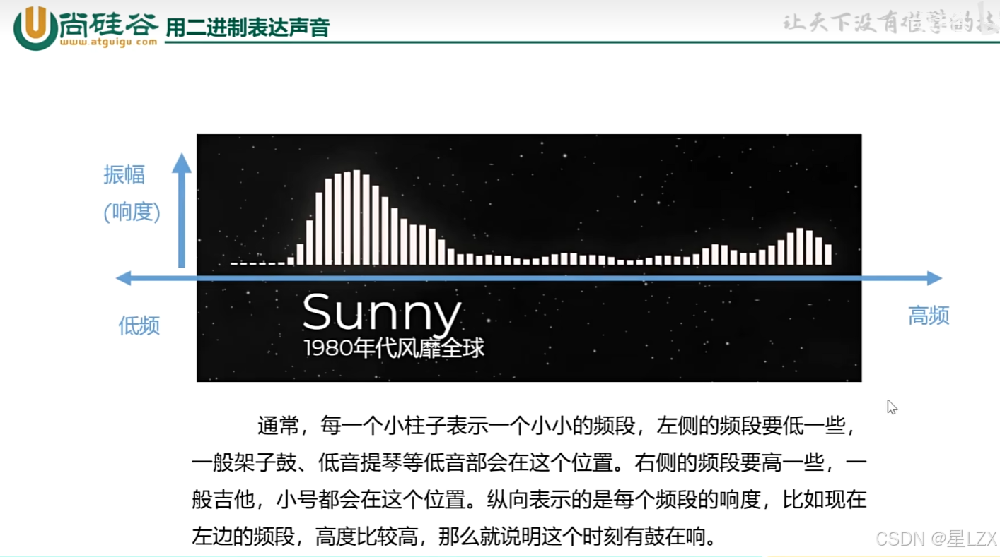 尚硅谷
www.atguigu.com
用二进制表达声音
让天下没有难学的技
振幅
(响度)
低频
高频
Sunny
1980年代风靡全球
通常，每一个小柱子表示一个小小的频段，左侧的频段要低一些，
一般架子鼓、低音提琴等低音部会在这个位置。右侧的频段要高一些，一
般吉他，小号都会在这个位置。纵向表示的是每个频段的响度，比如现在
左边的频段，高度比较高，那么就说明这个时刻有鼓在响。
CSDN @星LZX